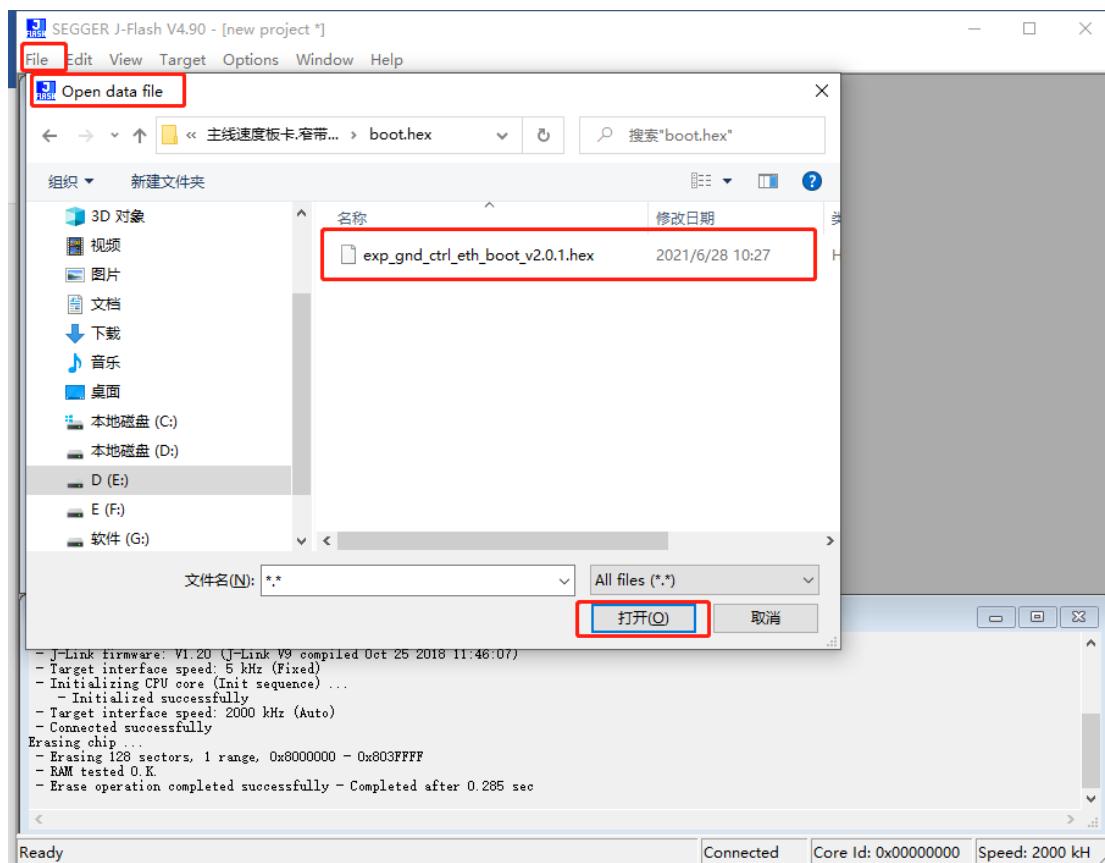 SEGGER J-Flash V4.90 - [new project *]
File Edit View Target Options Window Help
Open data file
« 主线速度板卡.窄带... › boot.hex
搜索"boot.hex"
组织 新建文件夹
3D 对象
视频
图片
文档
下载
音乐
桌面
本地磁盘 (C:)
本地磁盘 (D:)
D (E:)
E (F:)
软件 (G:)
名称 修改日期
exp_gnd_ctrl_eth_boot_v2.0.1.hex 2021/6/28 10:27 H
文件名(N): *.* All files (*.*)
打开(O) 取消
- J-Link firmware: V1.20 (J-Link V9 compiled Oct 25 2018 11:46:07)
- Target interface speed: 5 kHz (Fixed)
- Initializing CPU core (Init sequence) ...
- Initialized successfully
- Target interface speed: 2000 kHz (Auto)
- Connected successfully
Erasing chip ...
- Erasing 128 sectors, 1 range, 0x8000000 - 0x803FFFF
- RAM tested O.K.
- Erase operation completed successfully - Completed after 0.285 sec
Ready Connected Core Id: 0x00000000 Speed: 2000 kH